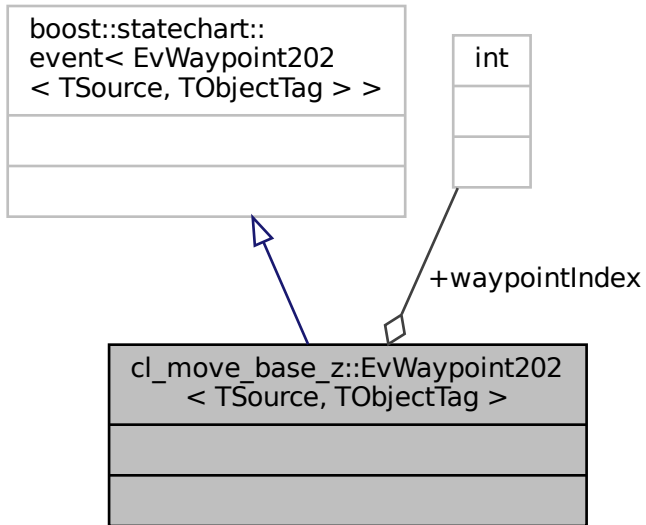 boost::statechart::
event< EvWaypoint202
< TSource, TObjectTag > >
int
+waypointIndex
cl_move_base_z::EvWaypoint202
< TSource, TObjectTag >